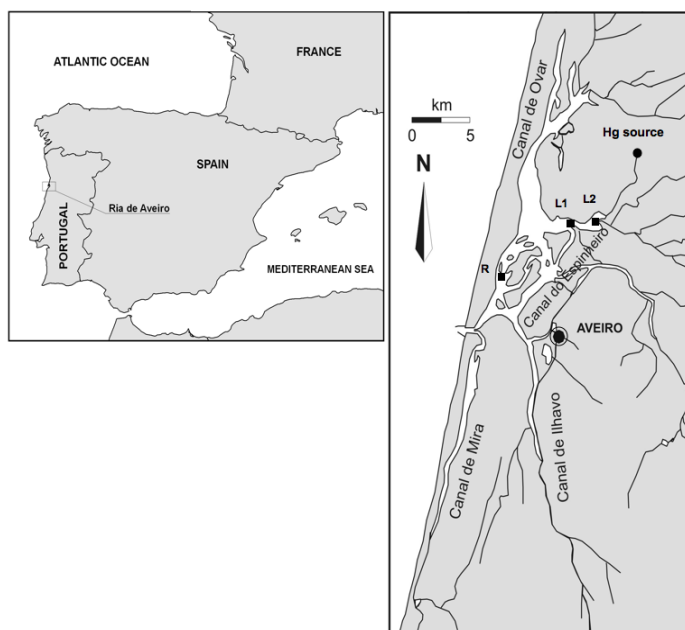 ATLANTIC OCEAN
FRANCE
SPAIN
PORTUGAL
Ria de Aveiro
MEDITERRANEAN SEA
km
0 5
N
Canal de Ovar
Hg source
L1
L2
R
Canal do Espinheiro
AVEIRO
Canal de Mira
Canal de Ilhavo